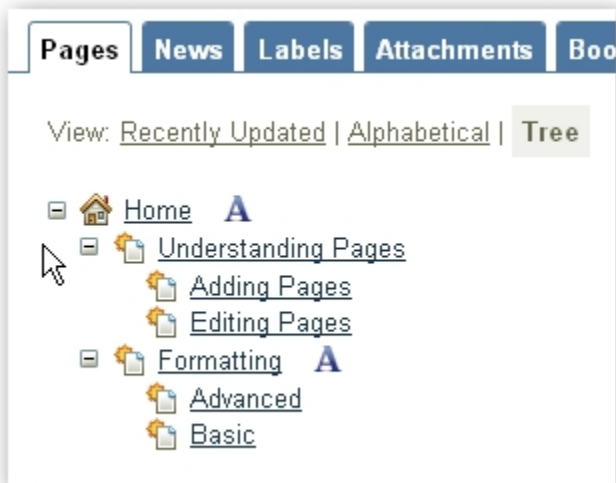 Pages News Labels Attachments Boo
View: Recently Updated | Alphabetical | Tree
Home A
Understanding Pages
Adding Pages
Editing Pages
Formatting A
Advanced
Basic